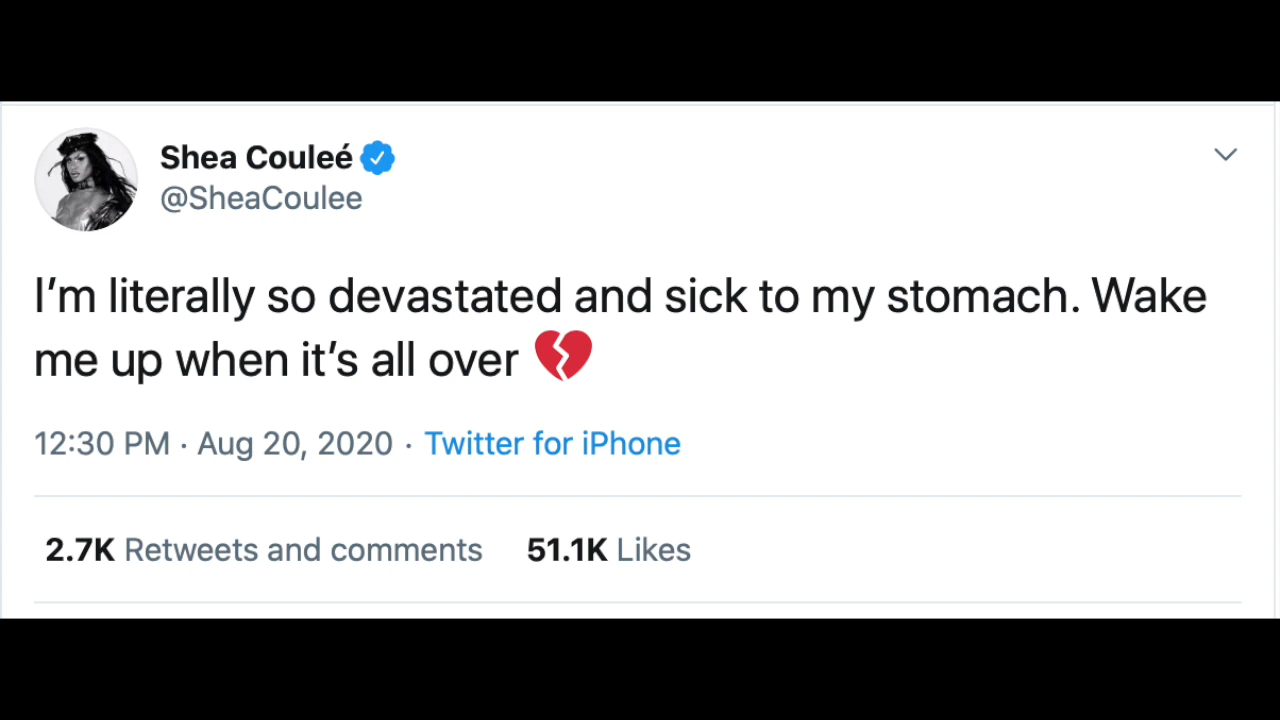 Shea Couleé
@SheaCoulee
I’m literally so devastated and sick to my stomach. Wake
me up when it’s all over 💔
12:30 PM · Aug 20, 2020 · Twitter for iPhone
2.7K Retweets and comments 51.1K Likes